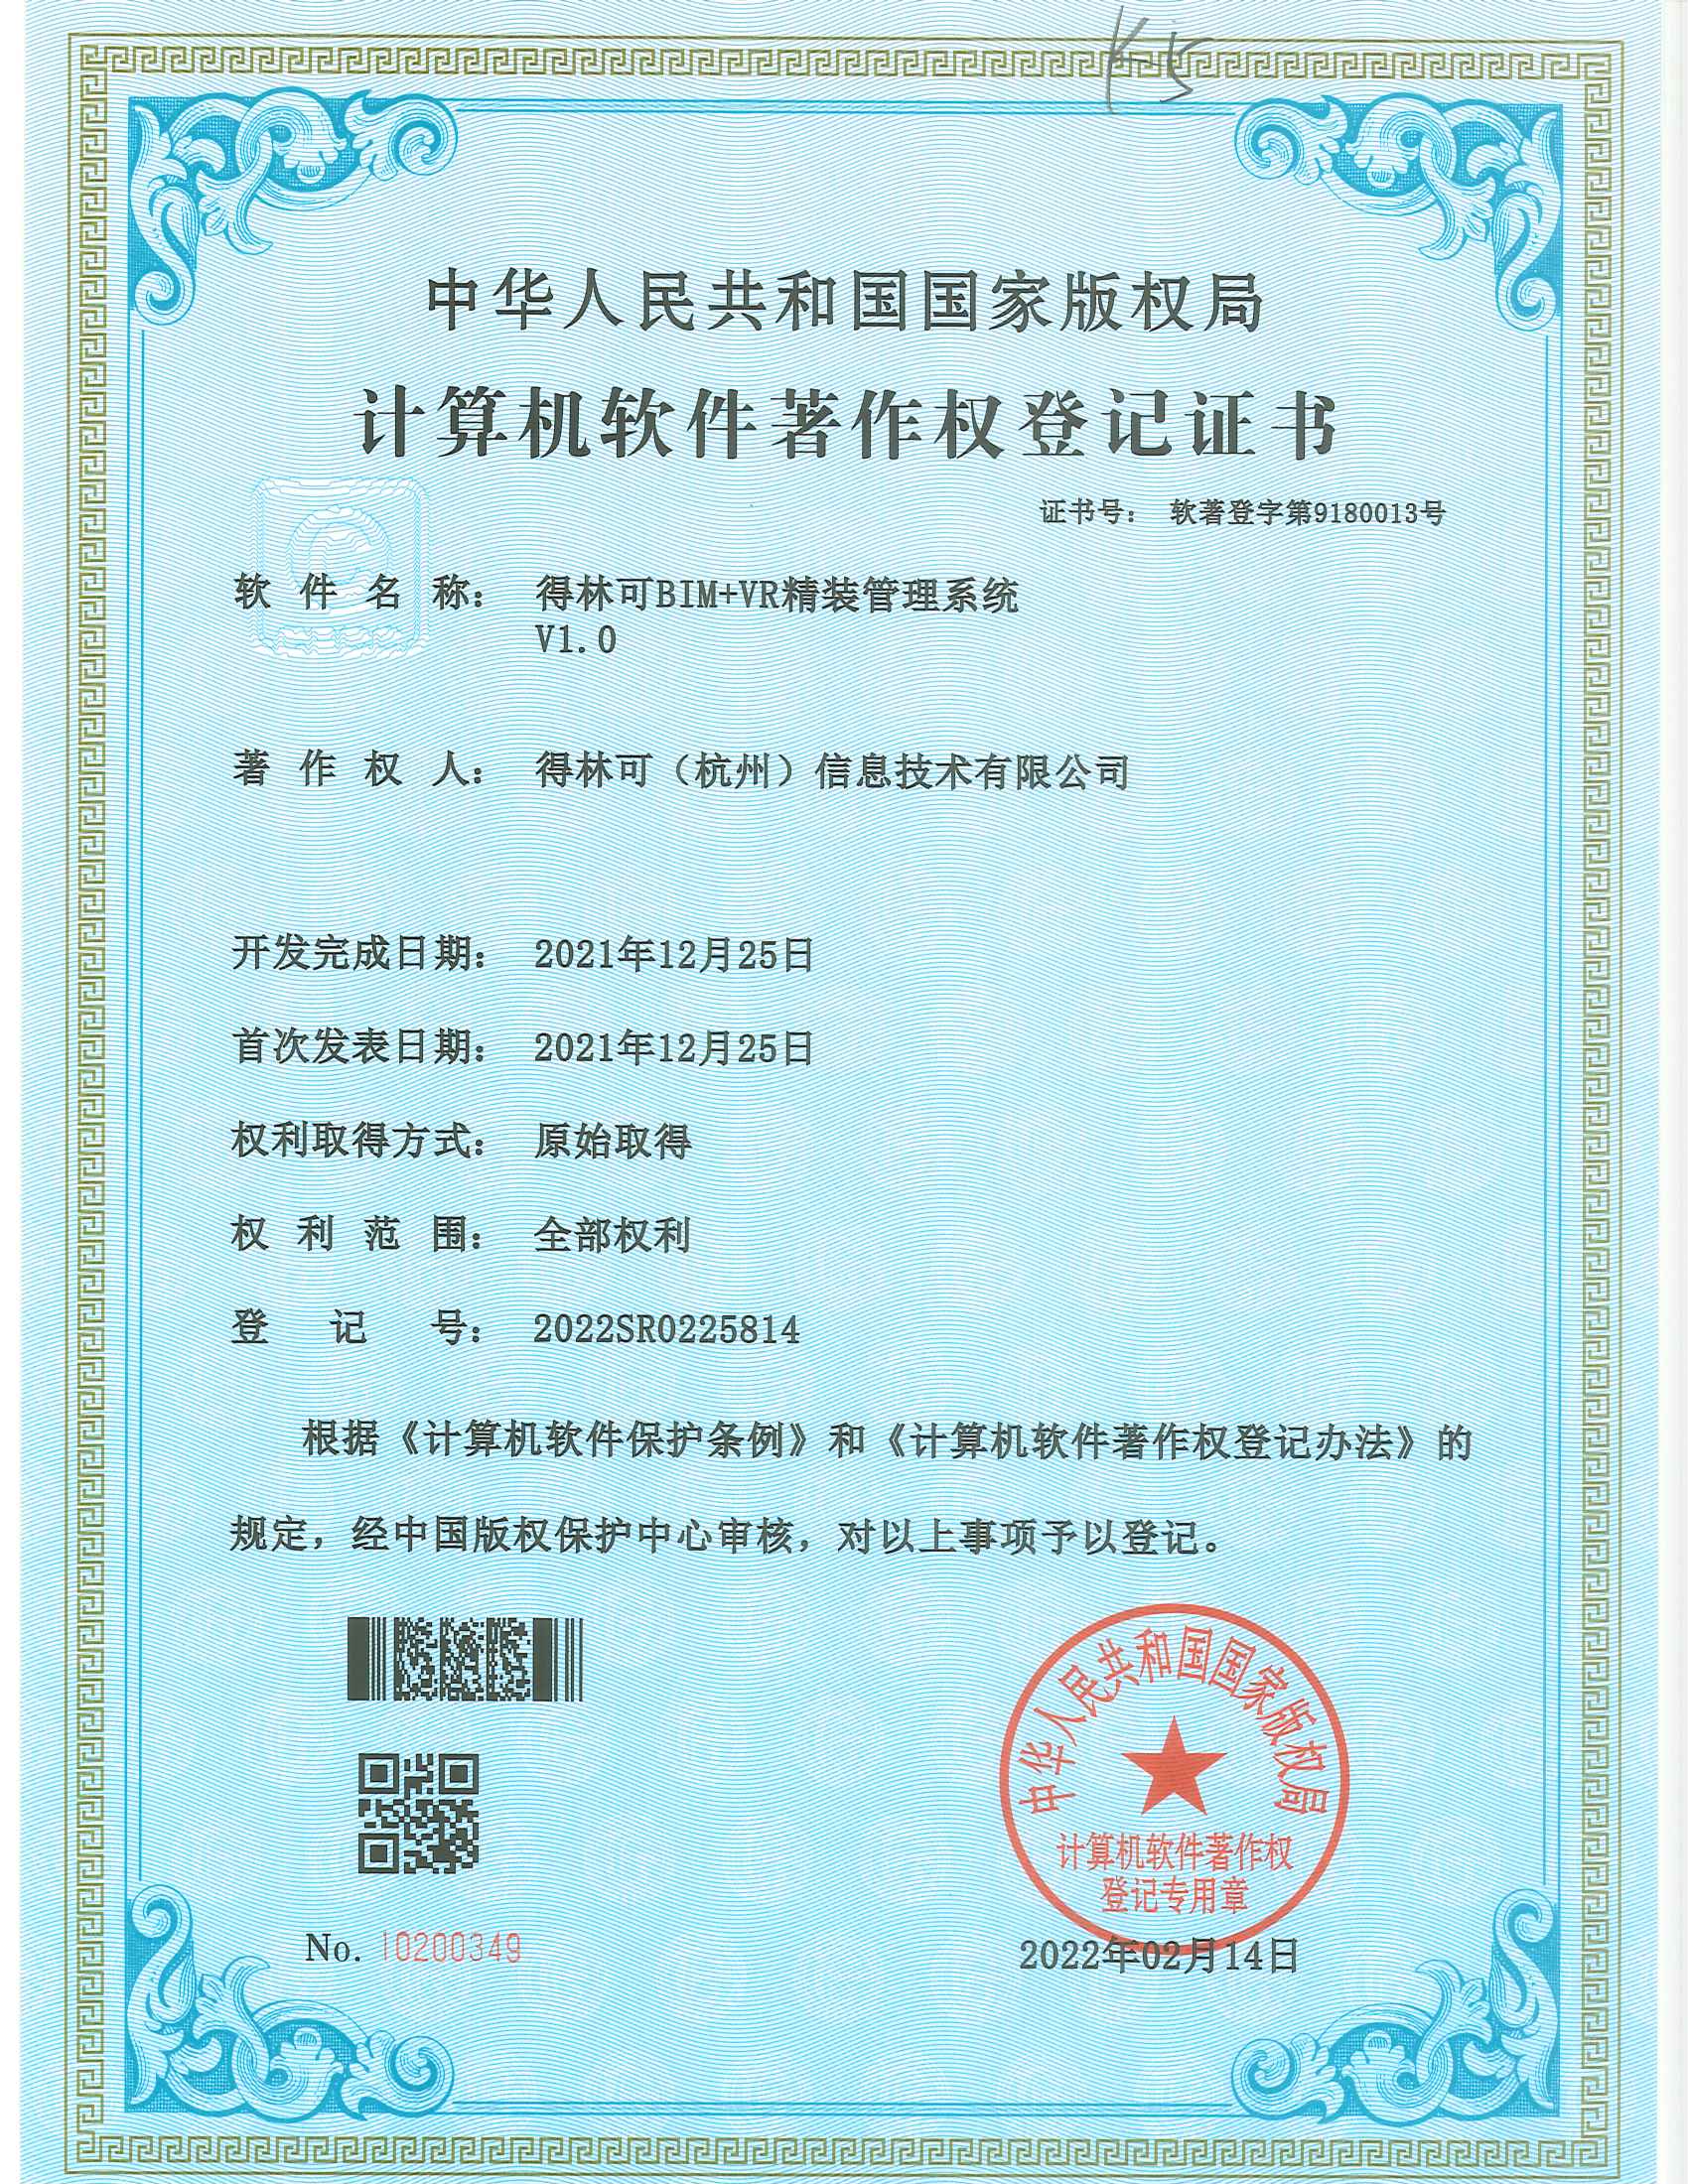 K-5
中华人民共和国国家版权局
计算机软件著作权登记证书
证书号： 软著登字第9180013号
软件名称： 得林可BIM+VR精装管理系统
V1.0
著作权人： 得林可（杭州）信息技术有限公司
开发完成日期： 2021年12月25日
首次发表日期： 2021年12月25日
权利取得方式： 原始取得
权利范围： 全部权利
登记号： 2022SR0225814
根据《计算机软件保护条例》和《计算机软件著作权登记办法》的
规定，经中国版权保护中心审核，对以上事项予以登记。
中华人民共和国国家版权局
计算机软件著作权
登记专用章
No. 10200349
2022年02月14日